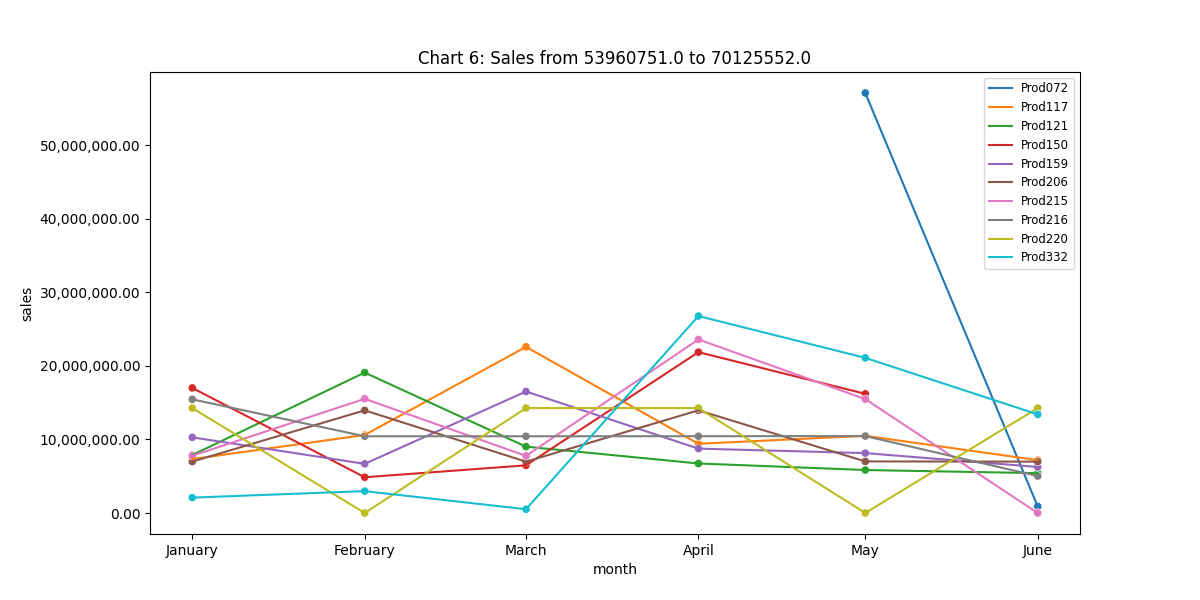 Chart 6: Sales from 53960751.0 to 70125552.0
Prod072
Prod117
Prod121
Prod150
Prod159
Prod206
Prod215
Prod216
Prod220
Prod332
50,000,000.00
40,000,000.00
30,000,000.00
20,000,000.00
10,000,000.00
0.00
sales
January February March April May June
month